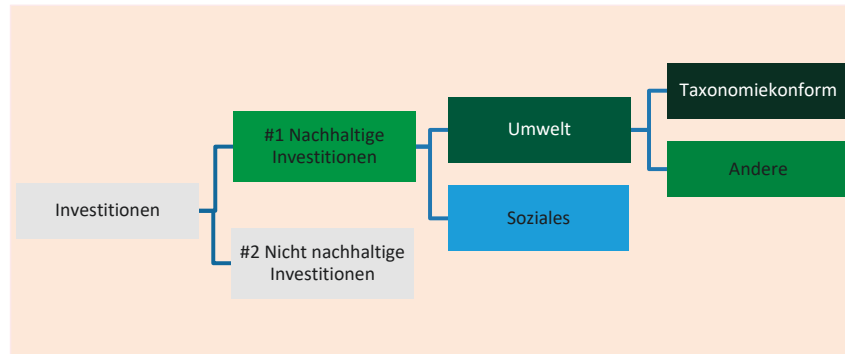 Investitionen
#1 Nachhaltige
Investitionen
#2 Nicht nachhaltige
Investitionen
Umwelt
Soziales
Taxonomiekonform
Andere